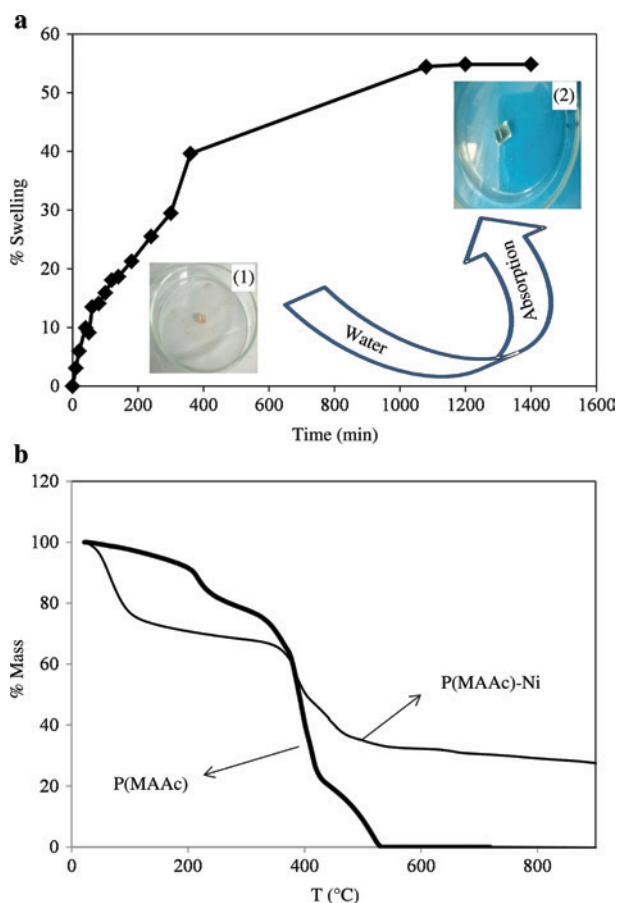 a
60
50
40
30
20
10
0
% Swelling
(1)
(2)
Water
Absorption
0 200 400 600 800 1000 1200 1400 1600
Time (min)
b
120
100
80
60
40
20
0
% Mass
P(MAAc)-Ni
P(MAAc)
0 200 400 600 800
T (°C)